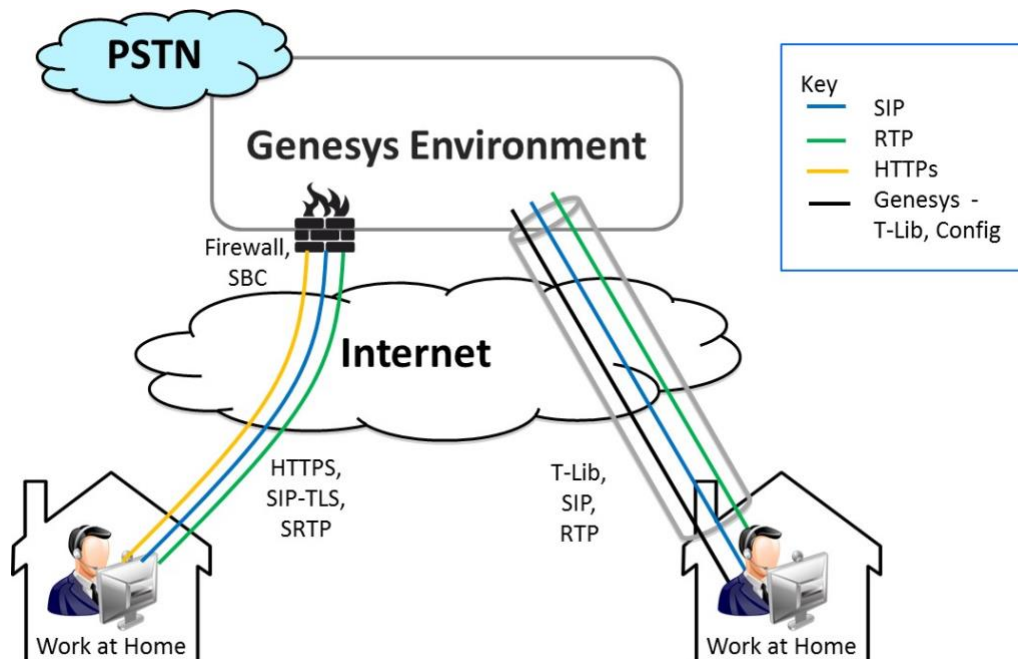 PSTN
Genesys Environment
Key
SIP
RTP
HTTPs
Genesys -
T-Lib, Config
Firewall,
SBC
Internet
HTTPS,
SIP-TLS,
SRTP
T-Lib,
SIP,
RTP
Work at Home
Work at Home